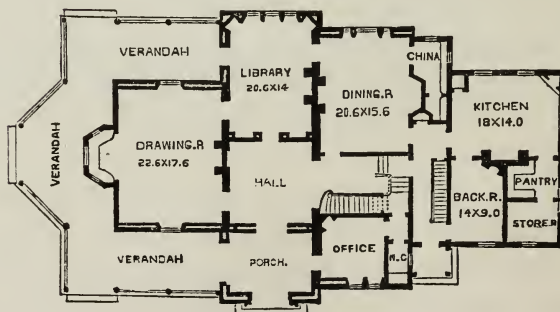 VERANDAH
LIBRARY
20.6X14
CHINA
DINING.R
20.6X15.6
KITCHEN
18X14.0
VERANDAH
DRAWING.R
22.6X17.6
HALL
BACK.R.
14X9.0
PANTRY
STORE.R
VERANDAH
PORCH.
OFFICE